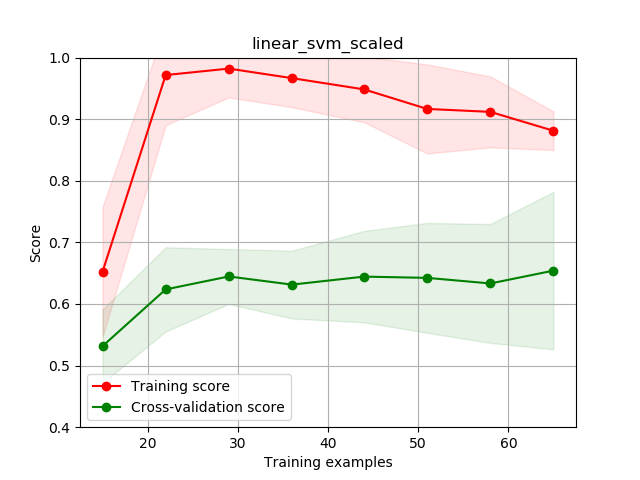 linear_svm_scaled
1.0
0.9
0.8
0.7
0.6
0.5
0.4
Score
Training score
Cross-validation score
20 30 40 50 60
Training examples